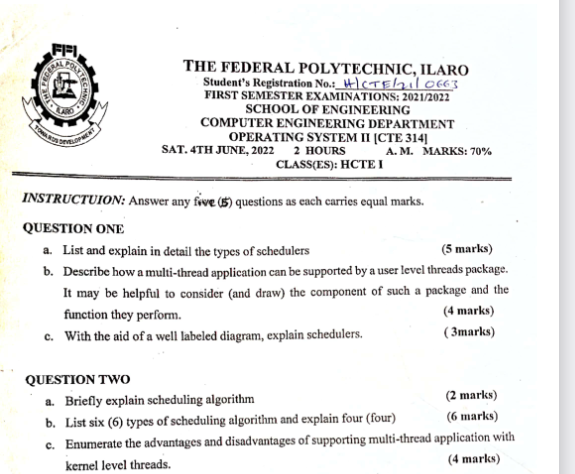 FPI
THE FEDERAL POLYTECHNIC
ILARO
TOWARDS DEVELOPMENT
THE FEDERAL POLYTECHNIC, ILARO
Student's Registration No.: H/CTE/21/0663
FIRST SEMESTER EXAMINATIONS: 2021/2022
SCHOOL OF ENGINEERING
COMPUTER ENGINEERING DEPARTMENT
OPERATING SYSTEM II [CTE 314]
SAT. 4TH JUNE, 2022 2 HOURS A. M. MARKS: 70%
CLASS(ES): HCTE I
INSTRUCTUION: Answer any five (5) questions as each carries equal marks.
QUESTION ONE
a. List and explain in detail the types of schedulers (5 marks)
b. Describe how a multi-thread application can be supported by a user level threads package.
It may be helpful to consider (and draw) the component of such a package and the
function they perform. (4 marks)
c. With the aid of a well labeled diagram, explain schedulers. ( 3marks)
QUESTION TWO
a. Briefly explain scheduling algorithm (2 marks)
b. List six (6) types of scheduling algorithm and explain four (four) (6 marks)
c. Enumerate the advantages and disadvantages of supporting multi-thread application with
kernel level threads. (4 marks)